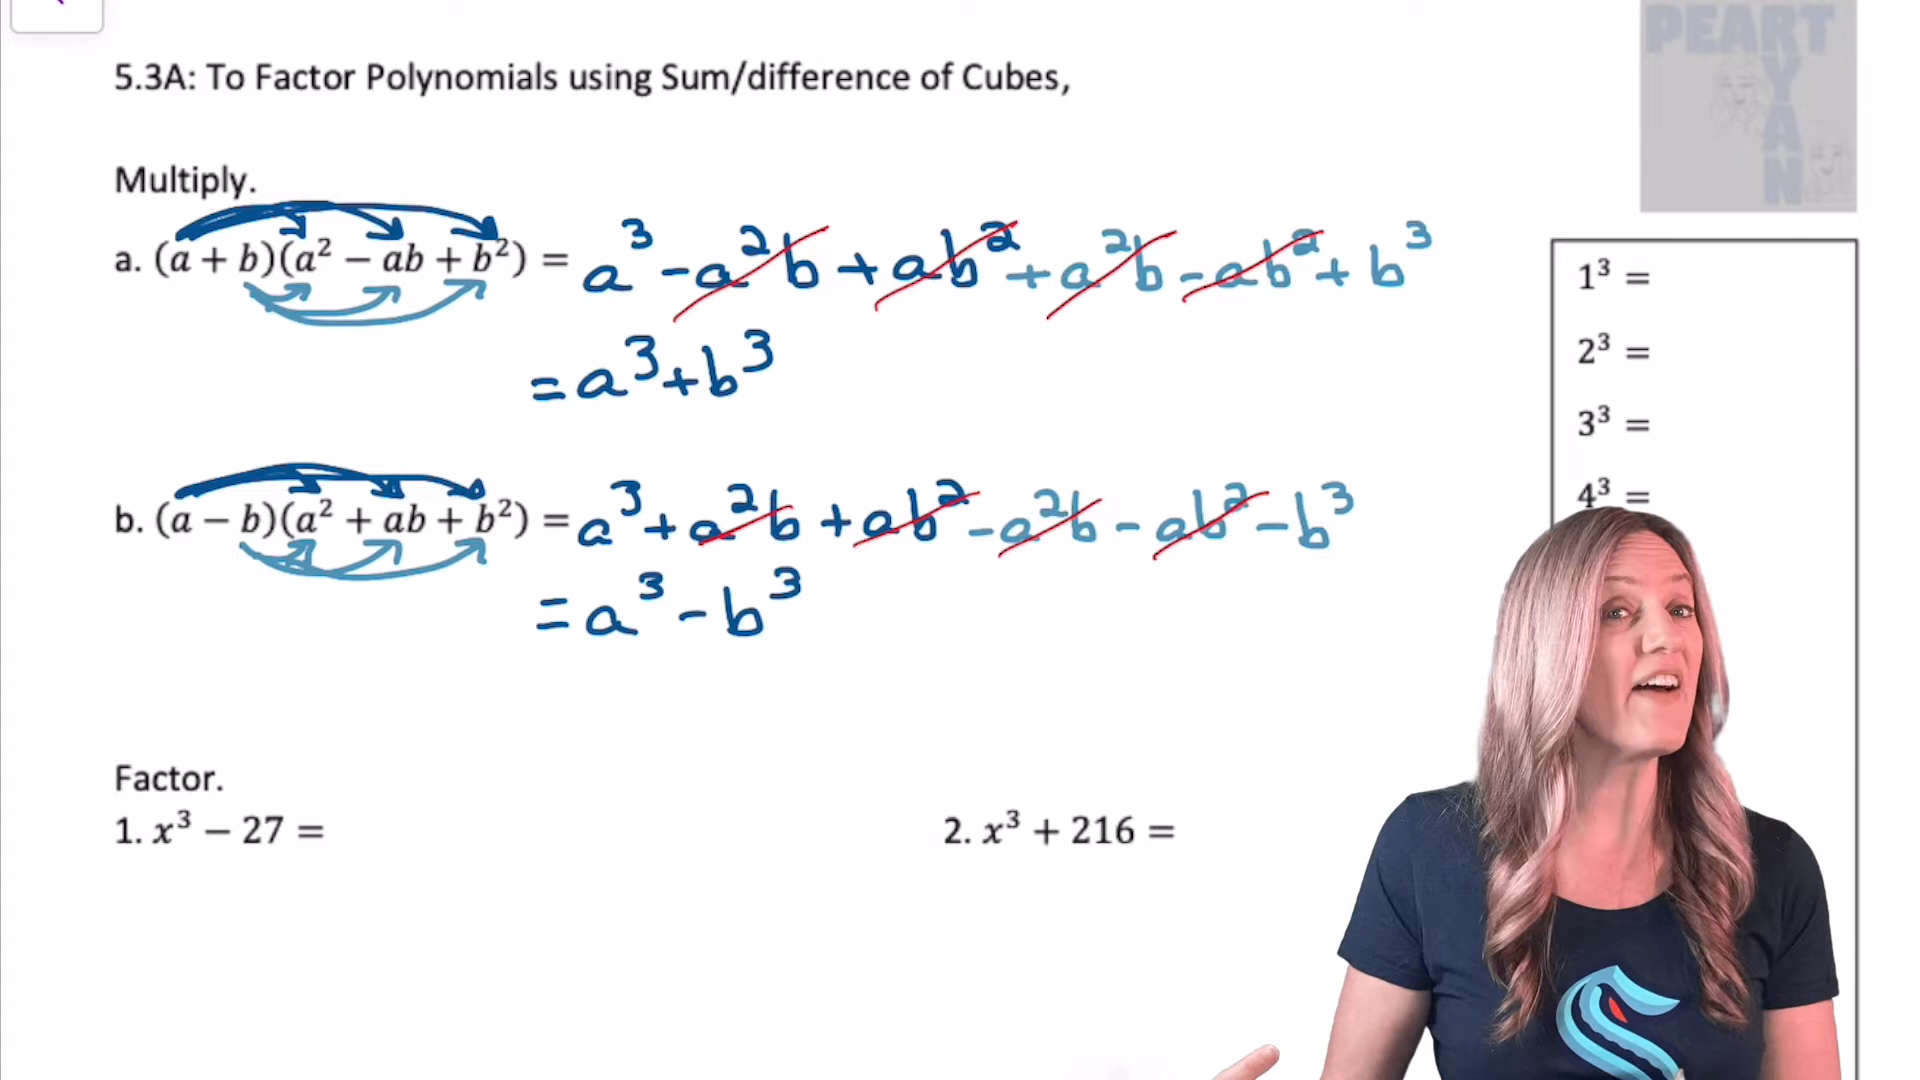 5.3A: To Factor Polynomials using Sum/difference of Cubes,
PEART
YAN
Multiply.
a. (a + b)(a² − ab + b²) = a³ - a²b + ab² + a²b - ab² + b³
= a³ + b³
b. (a − b)(a² + ab + b²) = a³ + a²b + ab² - a²b - ab² - b³
= a³ - b³
1³ =
2³ =
3³ =
4³ =
Factor.
1. x³ − 27 =
2. x³ + 216 =